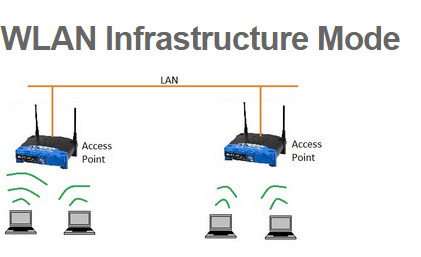 WLAN Infrastructure Mode
LAN
Access
Point
Access
Point